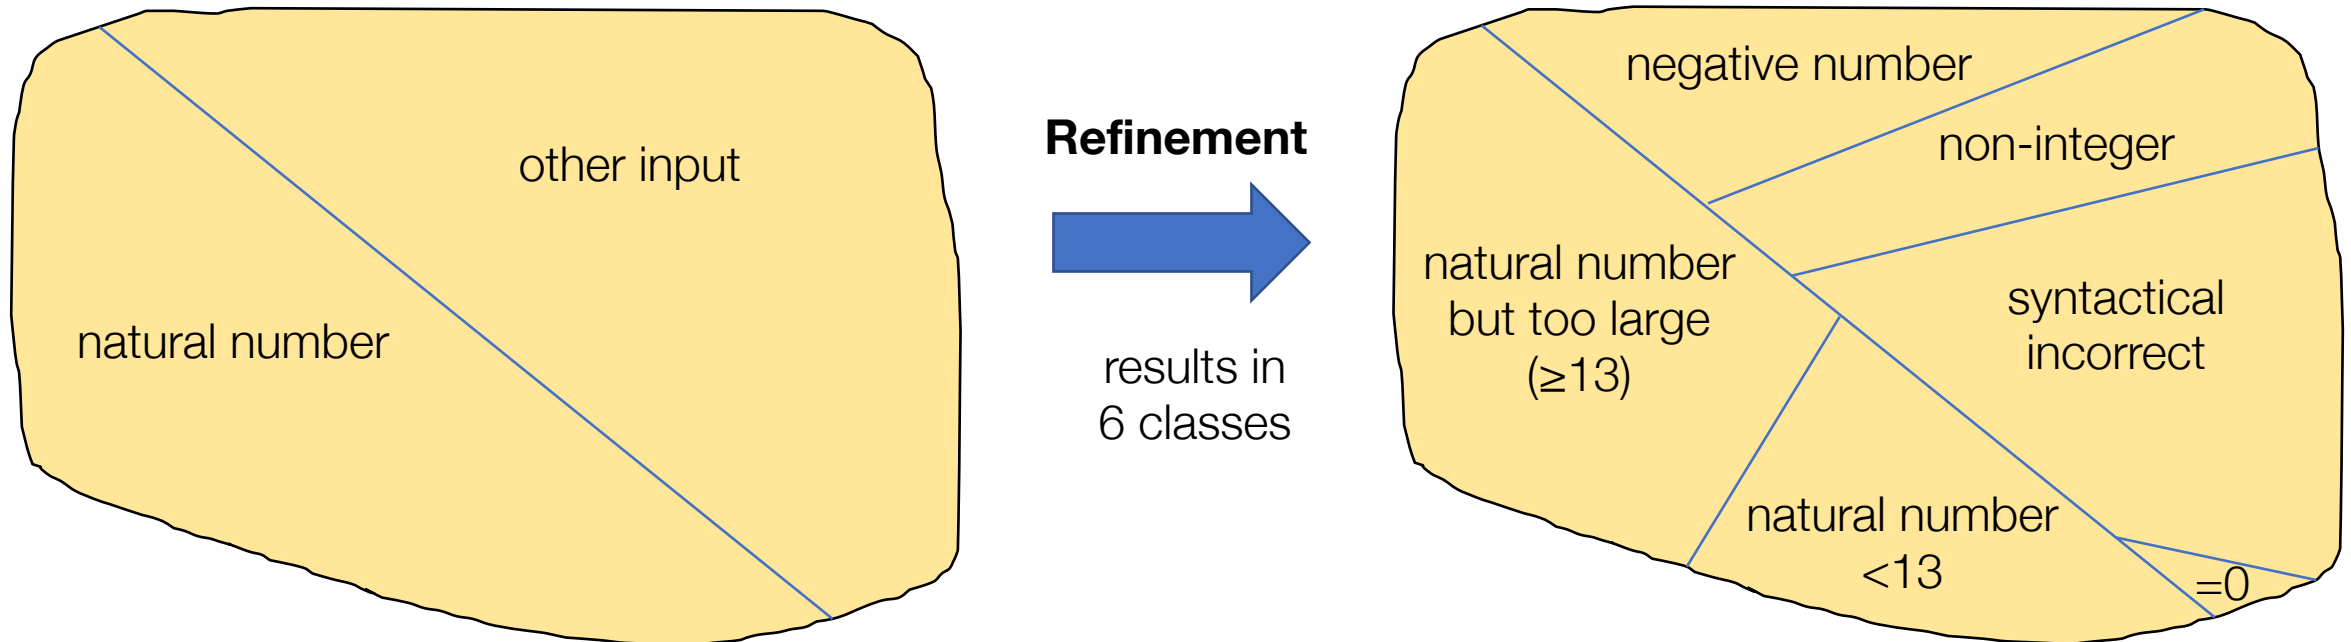 other input
natural number
Refinement
results in
6 classes
negative number
non-integer
natural number
but too large
(≥13)
syntactical
incorrect
natural number
<13
=0